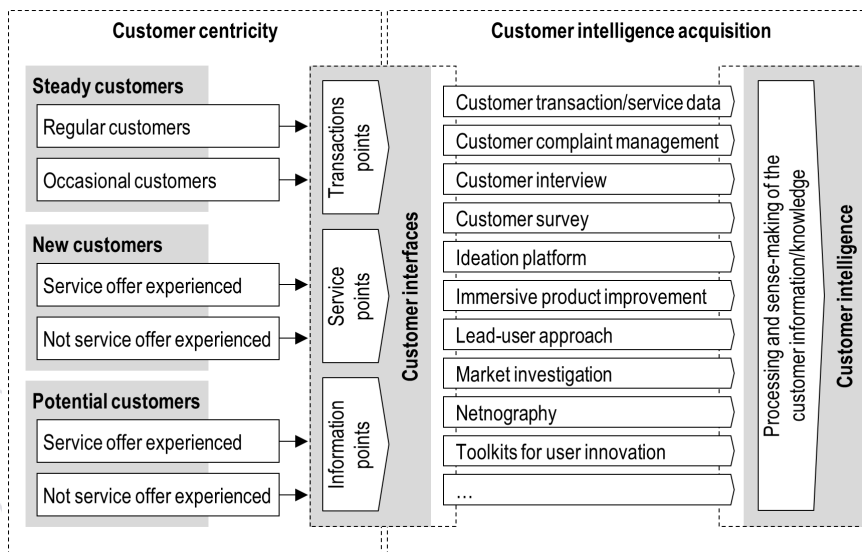 Customer centricity
Customer intelligence acquisition
Steady customers
Regular customers
Occasional customers
New customers
Service offer experienced
Not service offer experienced
Potential customers
Service offer experienced
Not service offer experienced
Transactions
points
Service
points
Information
points
Customer interfaces
Customer transaction/service data
Customer complaint management
Customer interview
Customer survey
Ideation platform
Immersive product improvement
Lead-user approach
Market investigation
Netnography
Toolkits for user innovation
…
Processing and sense-making of the
customer information/knowledge
Customer intelligence